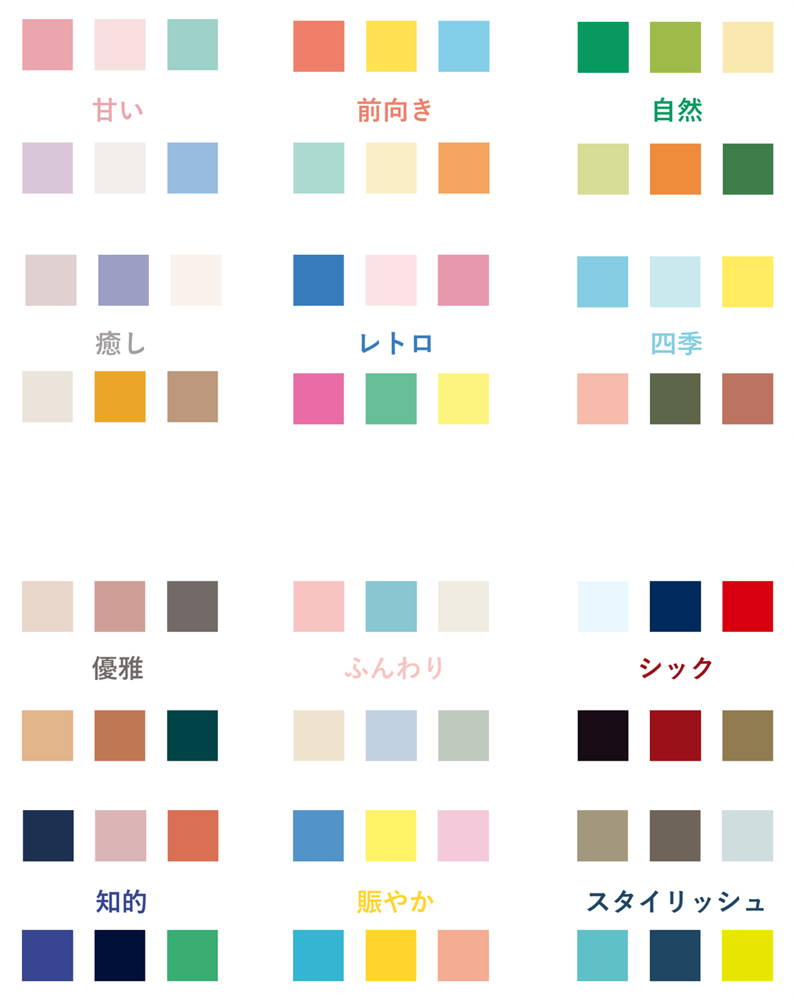 甘い
前向き
自然
癒し
レトロ
四季
優雅
ふんわり
シック
知的
賑やか
スタイリッシュ